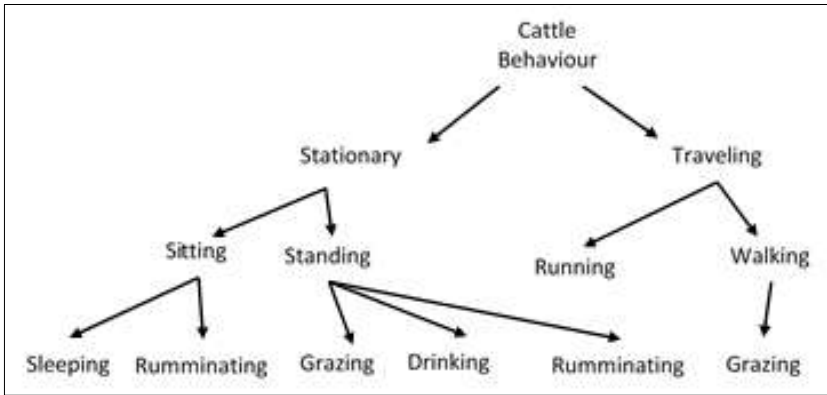 Cattle
Behaviour
Stationary Traveling
Sitting Standing Running Walking
Sleeping Rumminating Grazing Drinking Rumminating Grazing